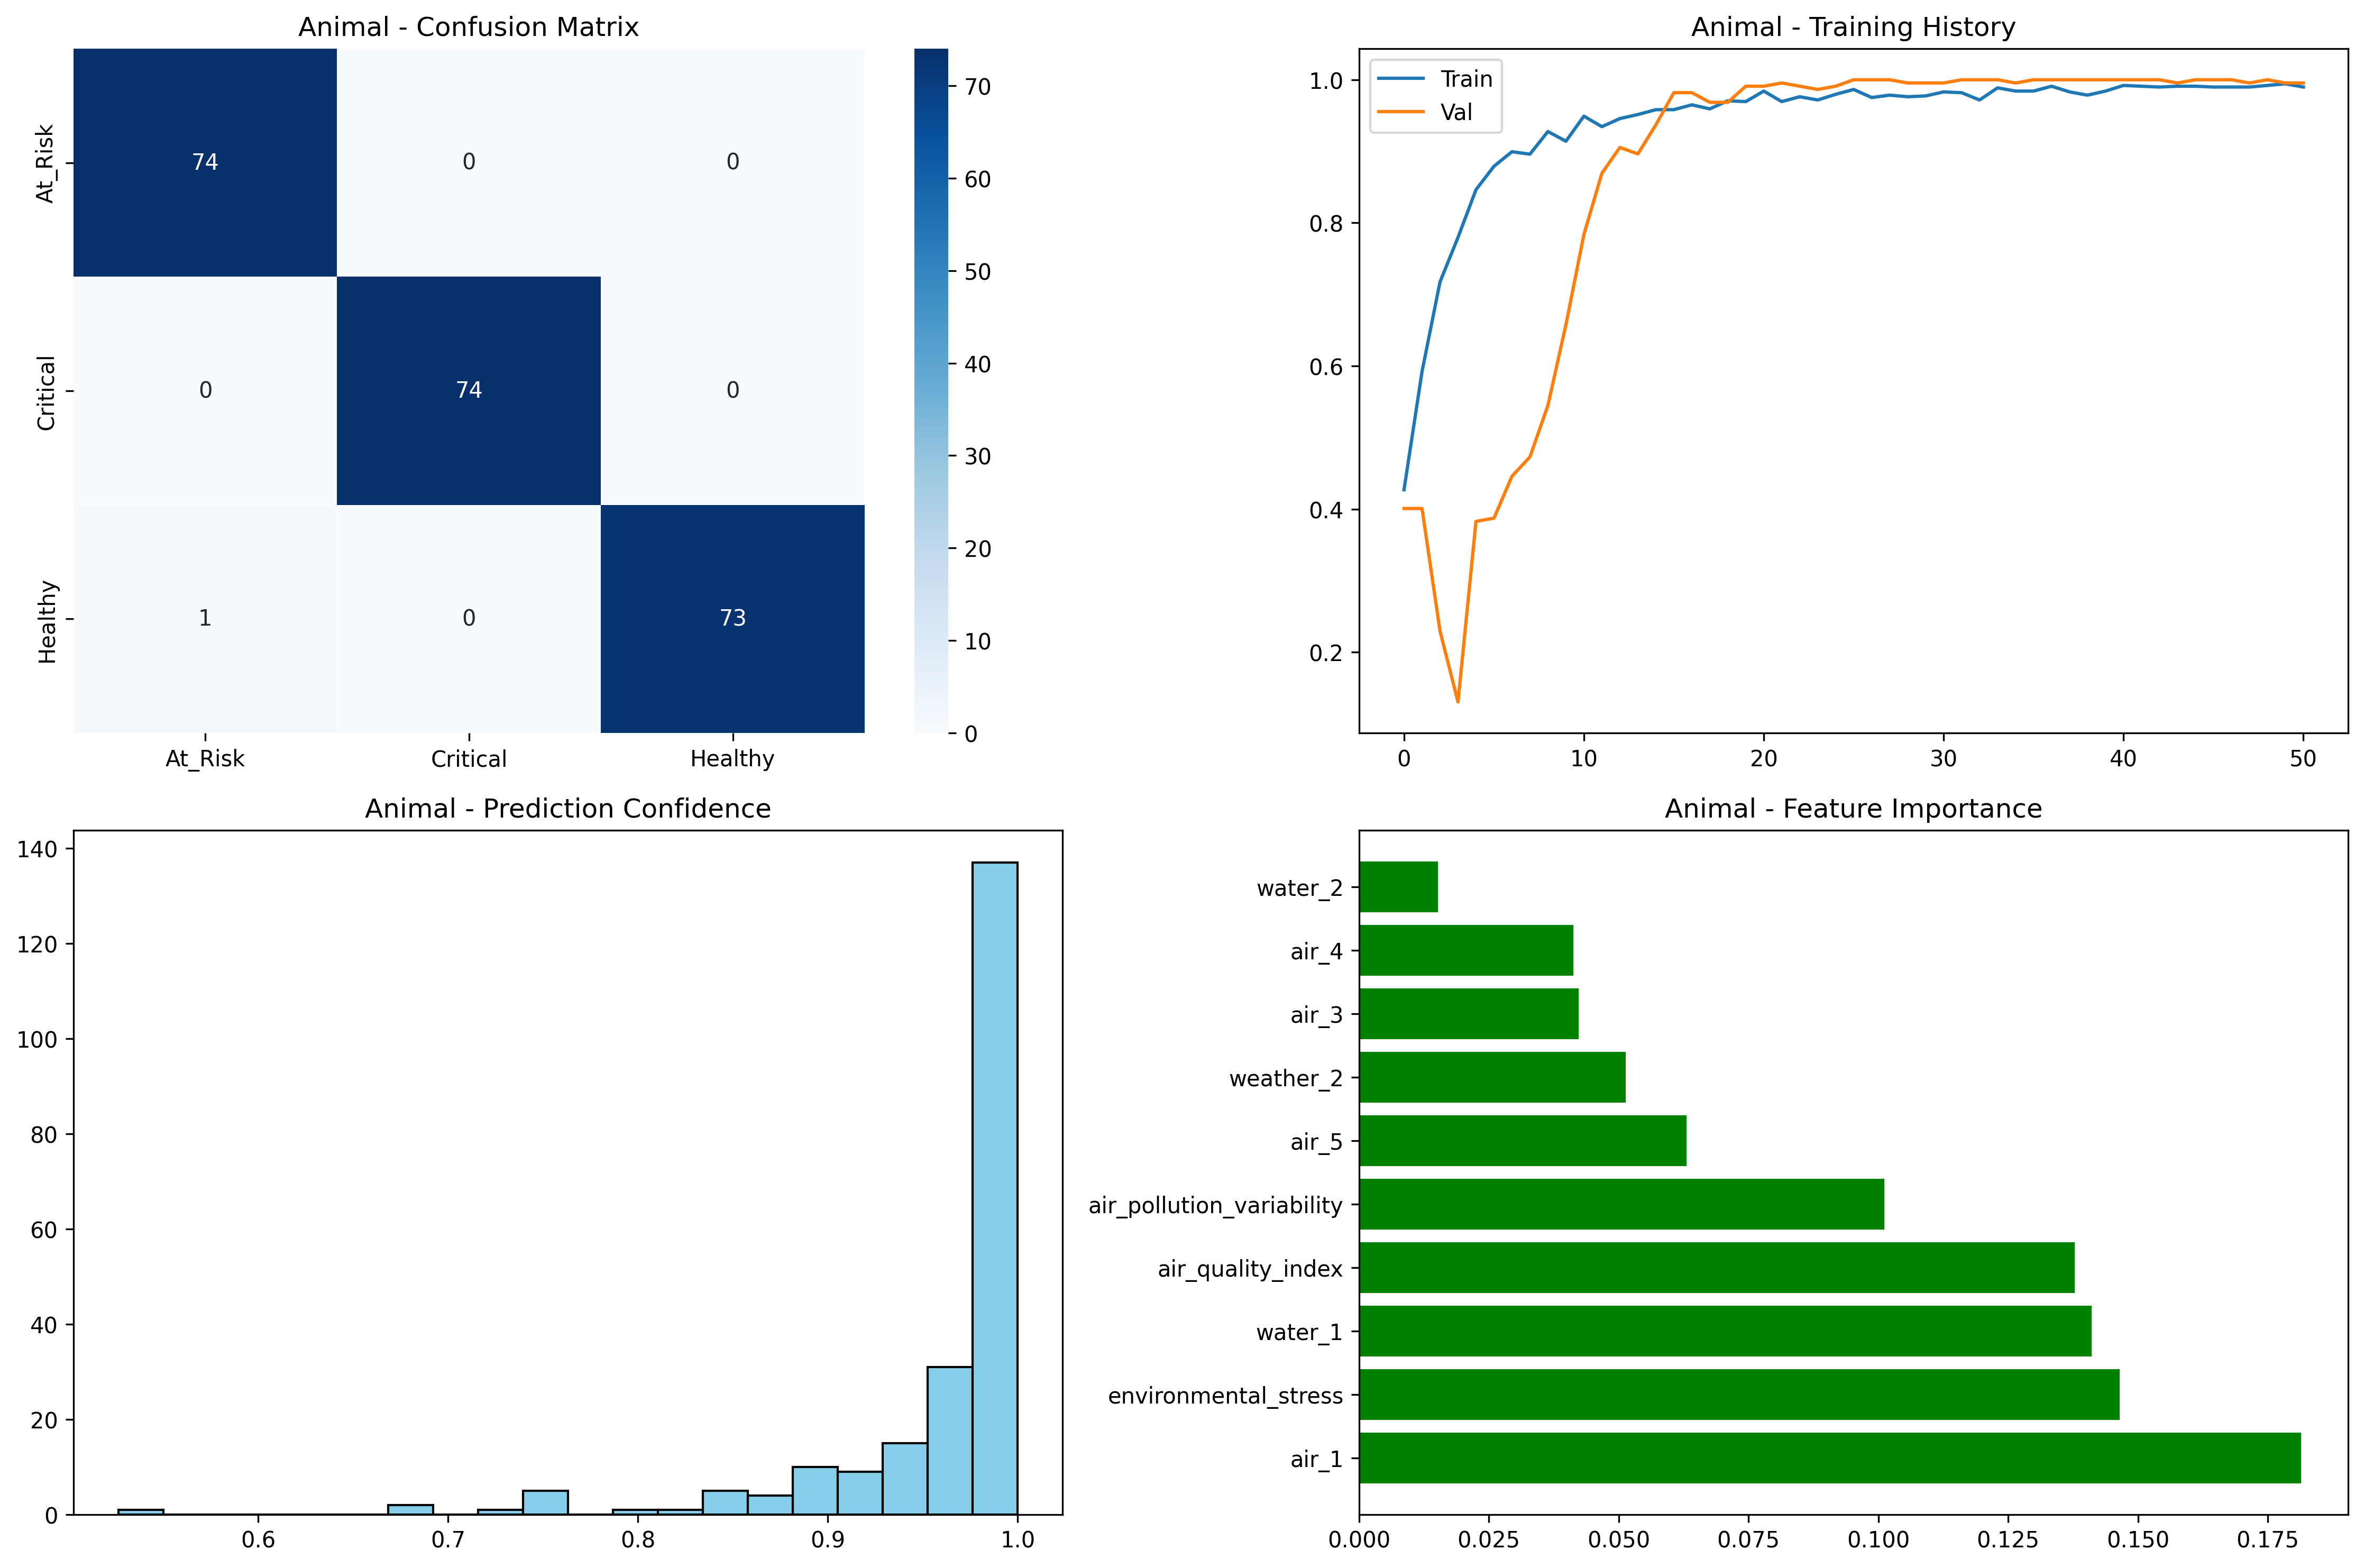 Animal - Confusion Matrix
At_Risk
Critical
Healthy
74
0
0
0
74
0
1
0
73
At_Risk
Critical
Healthy
70
60
50
40
30
20
10
0
Animal - Training History
Train
Val
1.0
0.8
0.6
0.4
0.2
0
10
20
30
40
50
Animal - Prediction Confidence
140
120
100
80
60
40
20
0
0.6
0.7
0.8
0.9
1.0
Animal - Feature Importance
water_2
air_4
air_3
weather_2
air_5
air_pollution_variability
air_quality_index
water_1
environmental_stress
air_1
0.000
0.025
0.050
0.075
0.100
0.125
0.150
0.175